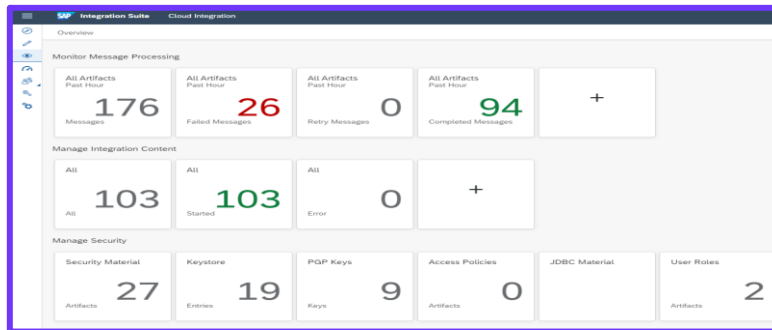 SAP Integration Suite Cloud Integration
Overview
Monitor Message Processing
All Artifacts
Past Hour
176
Messages
All Artifacts
Past Hour
26
Failed Messages
All Artifacts
Past Hour
0
Retry Messages
All Artifacts
Past Hour
94
Completed Messages
+
Manage Integration Content
All
103
All
All
103
Started
All
0
Error
+
Manage Security
Security Material
27
Artifacts
Keystore
19
Entries
PGP Keys
9
Keys
Access Policies
0
Artifacts
JDBC Material
User Roles
2
Artifacts